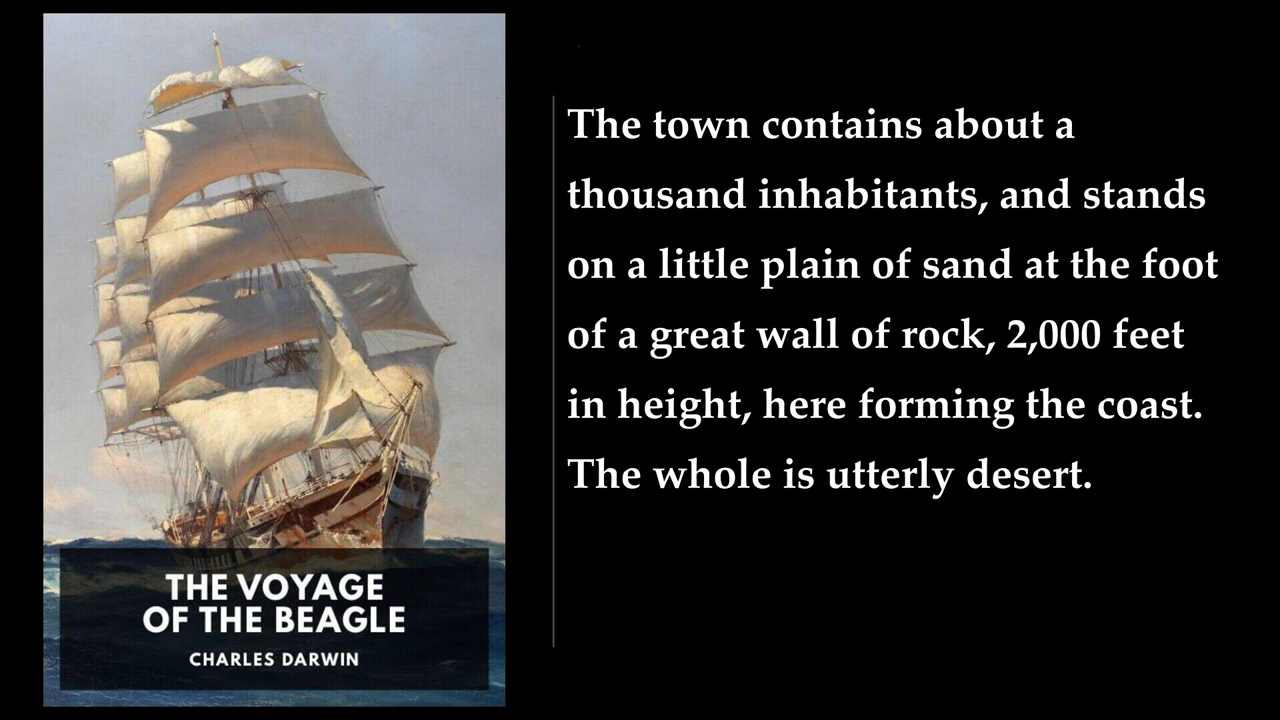 The town contains about a
thousand inhabitants, and stands
on a little plain of sand at the foot
of a great wall of rock, 2,000 feet
in height, here forming the coast.
The whole is utterly desert.
THE VOYAGE
OF THE BEAGLE
CHARLES DARWIN